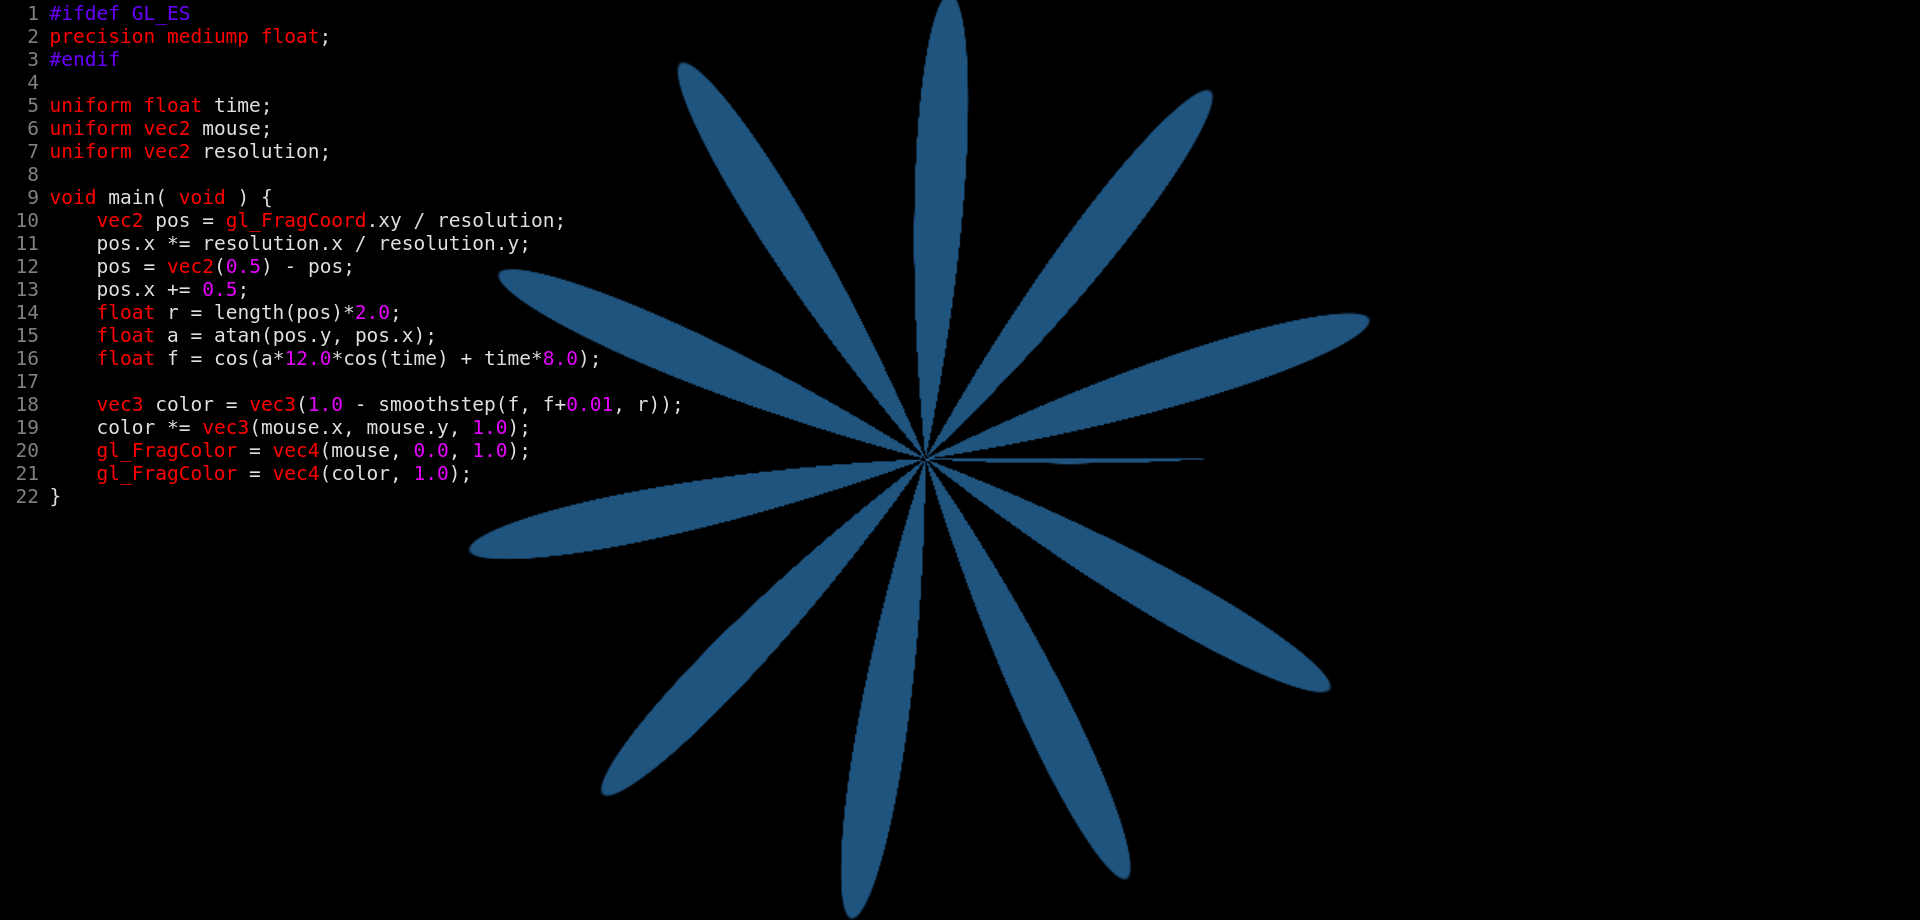 1 #ifdef GL_ES
2 precision mediump float;
3 #endif
4
5 uniform float time;
6 uniform vec2 mouse;
7 uniform vec2 resolution;
8
9 void main( void ) {
10     vec2 pos = gl_FragCoord.xy / resolution;
11     pos.x *= resolution.x / resolution.y;
12     pos = vec2(0.5) - pos;
13     pos.x += 0.5;
14     float r = length(pos)*2.0;
15     float a = atan(pos.y, pos.x);
16     float f = cos(a*12.0*cos(time) + time*8.0);
17
18     vec3 color = vec3(1.0 - smoothstep(f, f+0.01, r));
19     color *= vec3(mouse.x, mouse.y, 1.0);
20     gl_FragColor = vec4(mouse, 0.0, 1.0);
21     gl_FragColor = vec4(color, 1.0);
22 }